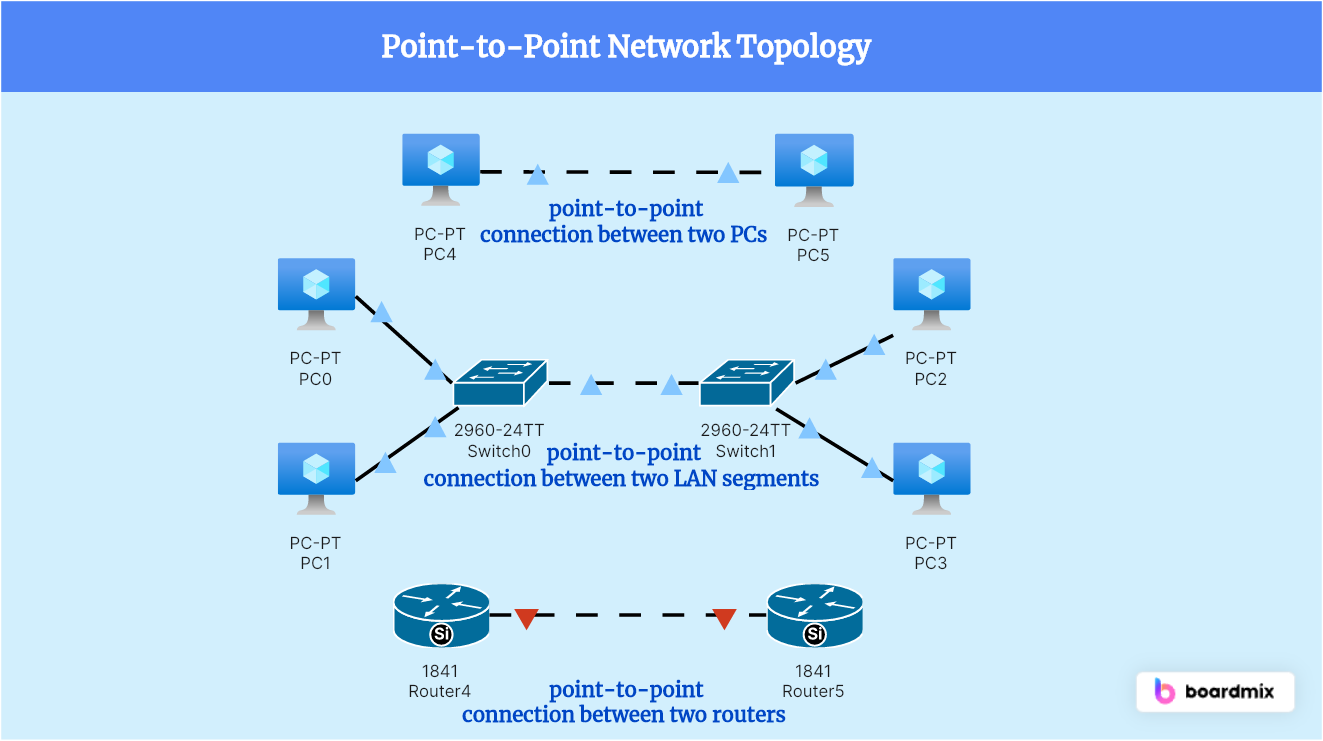 Point-to-Point Network Topology
point-to-point
connection between two PCs
PC-PT
PC4
PC-PT
PC5
PC-PT
PC0
PC-PT
PC2
2960-24TT
Switch0
2960-24TT
Switch1
point-to-point
connection between two LAN segments
PC-PT
PC1
PC-PT
PC3
Si
Si
1841
Router4
1841
Router5
point-to-point
connection between two routers
boardmix